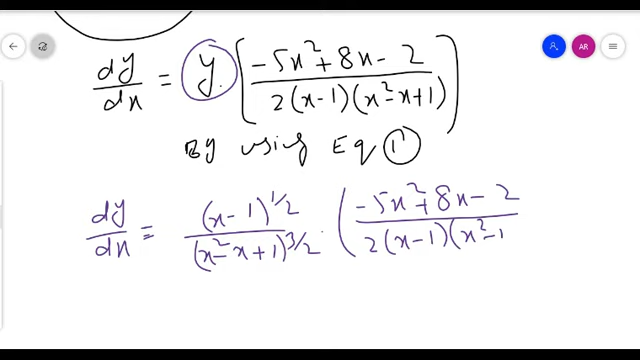 dy/dx = y. [(-5x²+8x-2)/(2(x-1)(x²-x+1))]
By using Eq ①
dy/dx = (x-1)^1/2 / (x²-x+1)^3/2 . ((-5x²+8x-2)/(2(x-1)(x²-1
AR